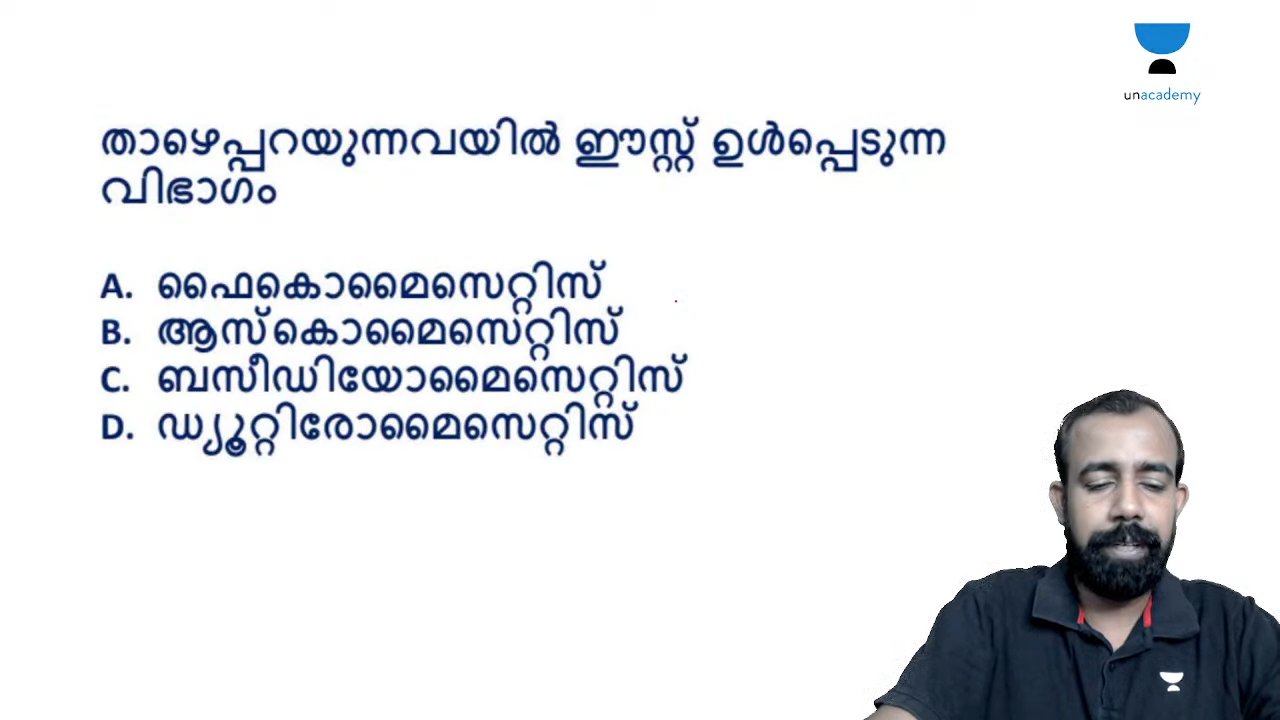 unacademy
താഴെപ്പറയുന്നവയിൽ ഈസ്റ്റ് ഉൾപ്പെടുന്ന
വിഭാഗം
A. ഫൈകൊമൈസെറ്റിസ്
B. ആസ്കൊമൈസെറ്റിസ്
C. ബസീഡിയോമൈസെറ്റിസ്
D. ഡ്യൂറ്റിരോമൈസെറ്റിസ്